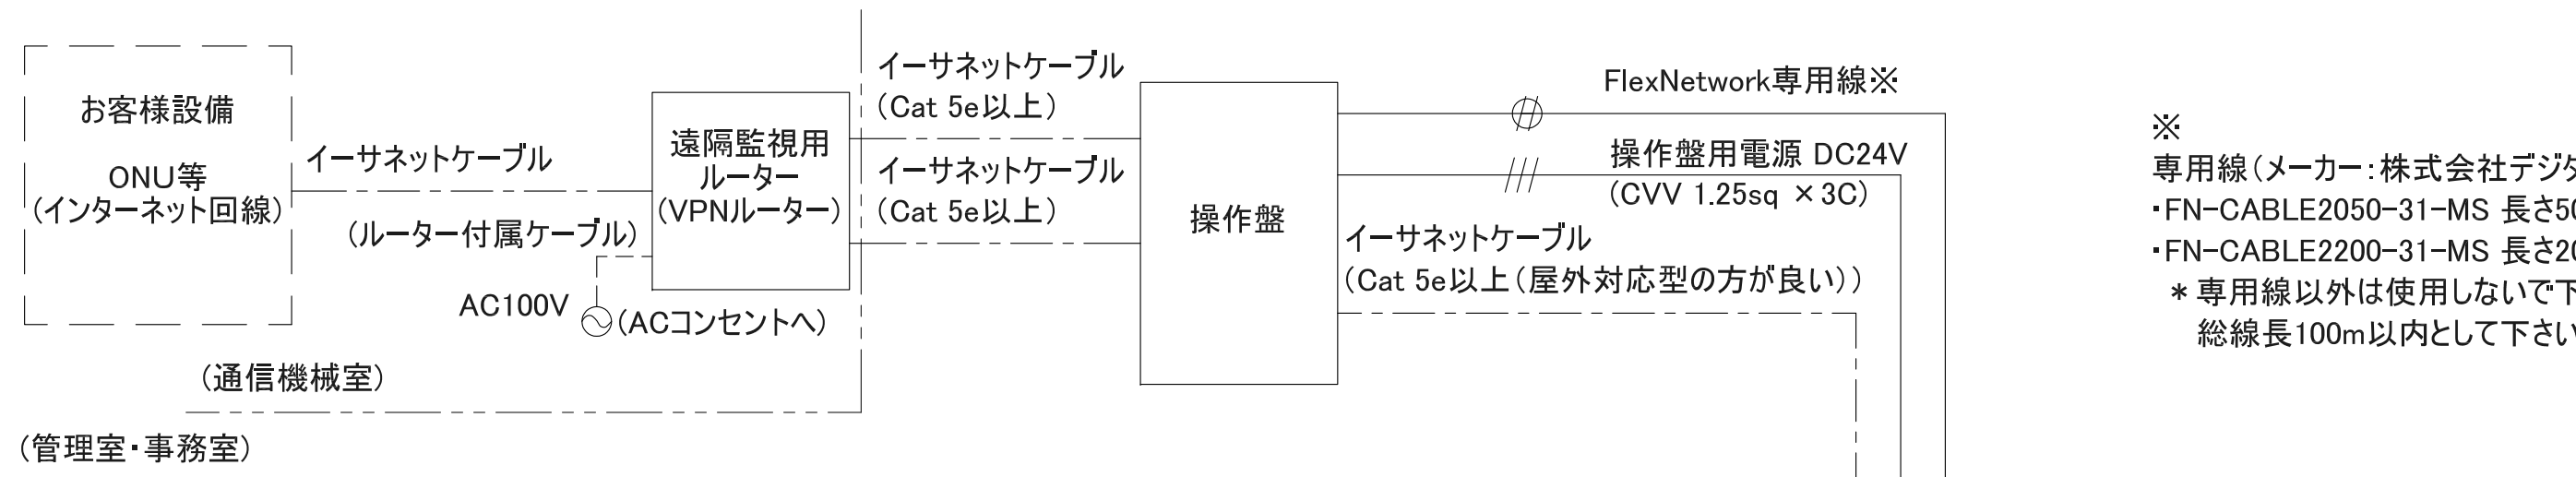 お客様設備
ONU等
(インターネット回線)
イーサネットケーブル
(ルーター付属ケーブル)
AC100V
(ACコンセントへ)
遠隔監視用
ルーター
(VPNルーター)
(通信機械室)
(管理室・事務室)
イーサネットケーブル
(Cat 5e以上)
イーサネットケーブル
(Cat 5e以上)
操作盤
FlexNetwork専用線※
操作盤用電源 DC24V
(CVV 1.25sq ×3C)
イーサネットケーブル
(Cat 5e以上(屋外対応型の方が良い))
※
専用線(メーカー:株式会社デジ
・FN-CABLE2050-31-MS 長さ5
・FN-CABLE2200-31-MS 長さ2
*専用線以外は使用しないで下
総線長100m以内として下さ